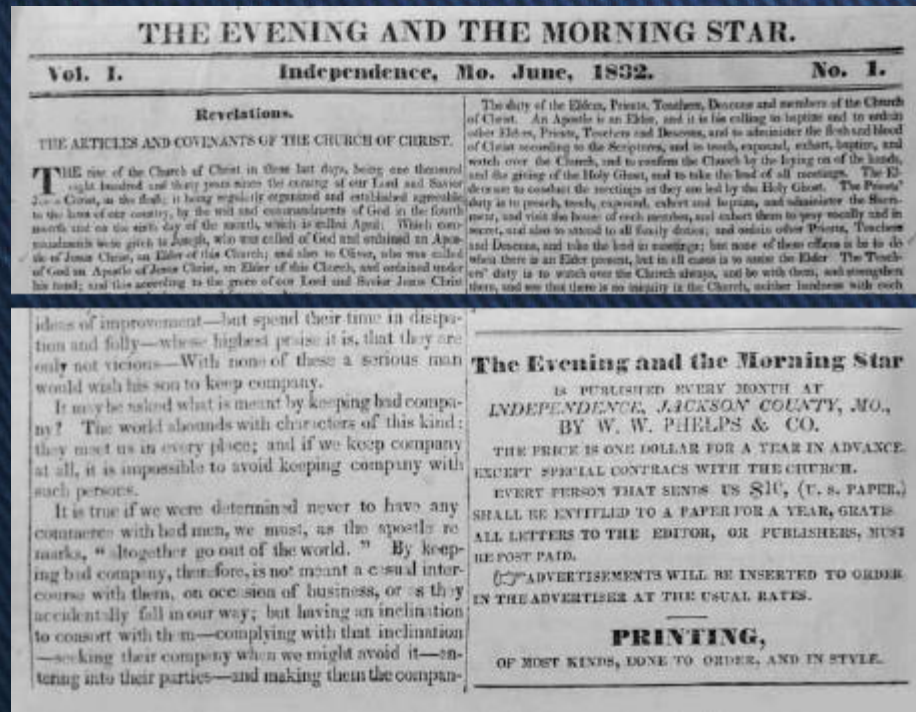 THE EVENING AND THE MORNING STAR.
Vol. I. Independence, Mo. June, 1832. No. 1.
Revelations.
THE ARTICLES AND COVENANTS OF THE CHURCH OF CHRIST.
THE rise of the Church of Christ in these last days, being one thousand
eight hundred and thirty years since the coming of our Lord and Savior
Jesus Christ, in the flesh; it being regularly organized and established agreeable
to the laws of our country, by the will and commandments of God in the fourth
month and on the sixth day of the month, which is called April: Which com-
mandments were given to Joseph, who was called of God and ordained an Apos-
tle of Jesus Christ, an Elder of this Church; and also to Oliver, who was called
of God an Apostle of Jesus Christ, an Elder of this Church, and ordained under
his hand; and this according to the grace of our Lord and Savior Jesus Christ
The duty of the Elders, Priests, Teachers, Deacons and members of the Church
of Christ. An Apostle is an Elder, and it is his calling to baptize and to ordain
other Elders, Priests, Teachers and Deacons, and to administer the flesh and blood
of Christ according to the Scriptures, and to teach, expound, exhort, baptize, and
watch over the Church, and to confirm the Church by the laying on of the hands,
and the giving of the Holy Ghost, and to take the lead of all meetings. The El-
ders are to conduct the meetings as they are led by the Holy Ghost. The Priests'
duty is to preach, teach, expound, exhort and baptize, and administer the Sacra-
ment, and visit the house of each member, and exhort them to pray vocally and in
secret, and also to attend to all family duties; and ordain other Priests, Teachers
and Deacons, and take the lead in meetings; but none of these offices is he to do
when there is an Elder present, but in all cases is to assist the Elder The Teach-
ers' duty is to watch over the Church always, and be with them, and strengthen
them, and see that there is no iniquity in the Church, neither hardness with each
ideas of improvement—but spend their time in disipa-
tion and folly—whose highest praise it is, that they are
only not vicious—With none of these a serious man
would wish his son to keep company.
It may be asked what is meant by keeping bad compa-
ny? The world abounds with characters of this kind:
they meet us in every place; and if we keep company
at all, it is impossible to avoid keeping company with
such persons.
It is true if we were determined never to have any
commerce with bad men, we must, as the apostle re
marks, " altogether go out of the world. " By keep-
ing bad company, therefore, is not meant a casual inter-
course with them, on occasion of business, or as they
accidentally fall in our way; but having an inclination
to consort with them—complying with that inclination
—seeking their company when we might avoid it—en-
tering into their parties—and making them the compan-
The Evening and the Morning Star
IS PUBLISHED EVERY MONTH AT
INDEPENDENCE, JACKSON COUNTY, MO.,
BY W. W. PHELPS & CO.
THE PRICE IS ONE DOLLAR FOR A YEAR IN ADVANCE,
EXCEPT SPECIAL CONTRACS WITH THE CHURCH.
EVERY PERSON THAT SENDS US $10, (U. S. PAPER,)
SHALL BE ENTITLED TO A PAPER FOR A YEAR, GRATIS
ALL LETTERS TO THE EDITOR, OR PUBLISHERS, MUST
BE POST PAID.
☞ADVERTISEMENTS WILL BE INSERTED TO ORDER
IN THE ADVERTISER AT THE USUAL RATES.
PRINTING,
OF MOST KINDS, DONE TO ORDER, AND IN STYLE.